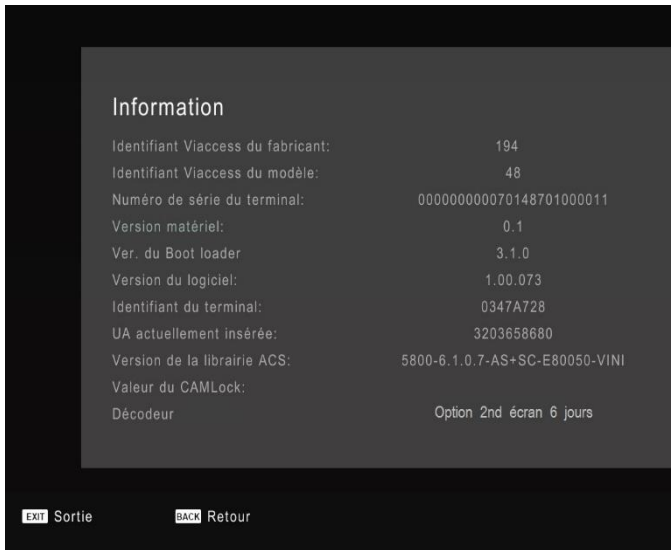 Information
Identifiant Viaccess du fabricant: 194
Identifiant Viaccess du modèle: 48
Numéro de série du terminal: 000000000070148701000011
Version matériel: 0.1
Ver. du Boot loader 3.1.0
Version du logiciel: 1.00.073
Identifiant du terminal: 0347A728
UA actuellement insérée: 3203658680
Version de la librairie ACS: 5800-6.1.0.7-AS+SC-E80050-VINI
Valeur du CAMLock:
Décodeur Option 2nd écran 6 jours
EXIT Sortie BACK Retour